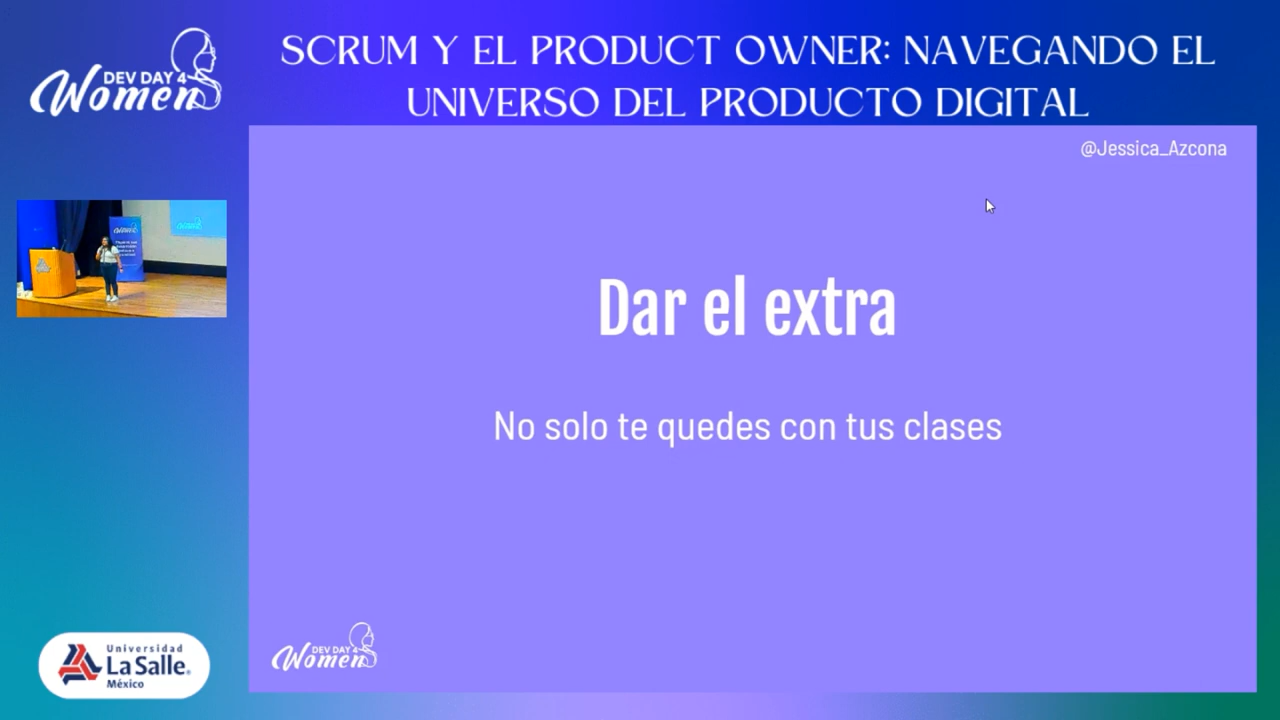 DEV DAY 4
Women
SCRUM Y EL PRODUCT OWNER: NAVEGANDO EL
UNIVERSO DEL PRODUCTO DIGITAL
@Jessica_Azcona
Dar el extra
No solo te quedes con tus clases
DEV DAY 4
Women
Universidad
La Salle®
México